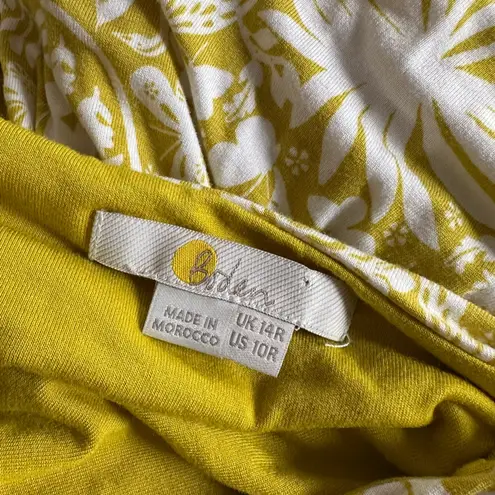 Boden
MADE IN
MOROCCO
UK 14R
US 10R